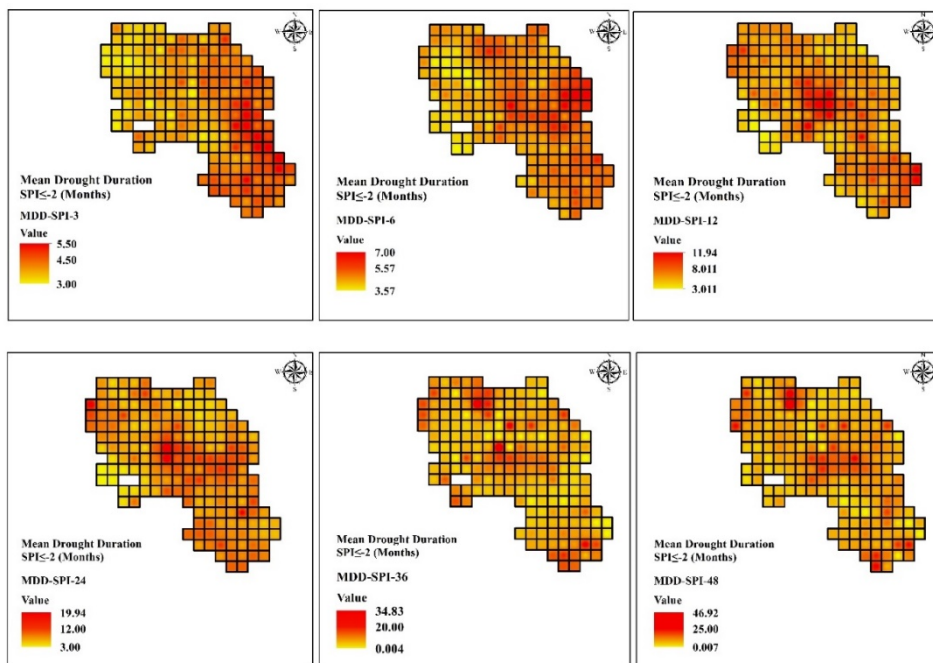 W
E
S
Mean Drought Duration
SPI≤-2 (Months)
MDD-SPI-3
Value
5.50
4.50
3.00
W
E
S
Mean Drought Duration
SPI≤-2 (Months)
MDD-SPI-6
Value
7.00
5.57
3.57
W
E
S
Mean Drought Duration
SPI≤-2 (Months)
MDD-SPI-12
Value
11.94
8.011
3.011
W
E
S
Mean Drought Duration
SPI≤-2 (Months)
MDD-SPI-24
Value
19.94
12.00
3.00
W
E
S
Mean Drought Duration
SPI≤-2 (Months)
MDD-SPI-36
Value
34.83
20.00
0.004
N
W
E
S
Mean Drought Duration
SPI≤-2 (Months)
MDD-SPI-48
Value
46.92
25.00
0.007